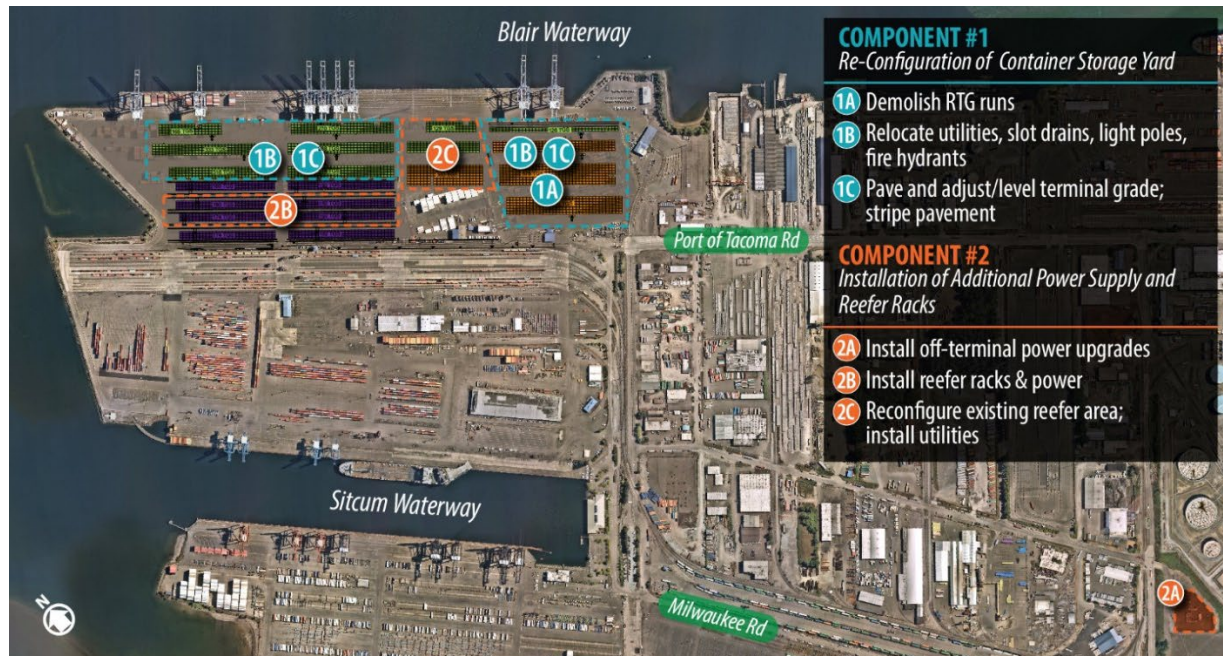 Blair Waterway
COMPONENT #1
Re-Configuration of Container Storage Yard
1A Demolish RTG runs
1B Relocate utilities, slot drains, light poles,
fire hydrants
1C Pave and adjust/level terminal grade;
stripe pavement
COMPONENT #2
Installation of Additional Power Supply and
Reefer Racks
2A Install off-terminal power upgrades
2B Install reefer racks & power
2C Reconfigure existing reefer area;
install utilities
1B
1C
2C
1B
1C
1A
2B
Port of Tacoma Rd
Sitcum Waterway
Milwaukee Rd
2A
N